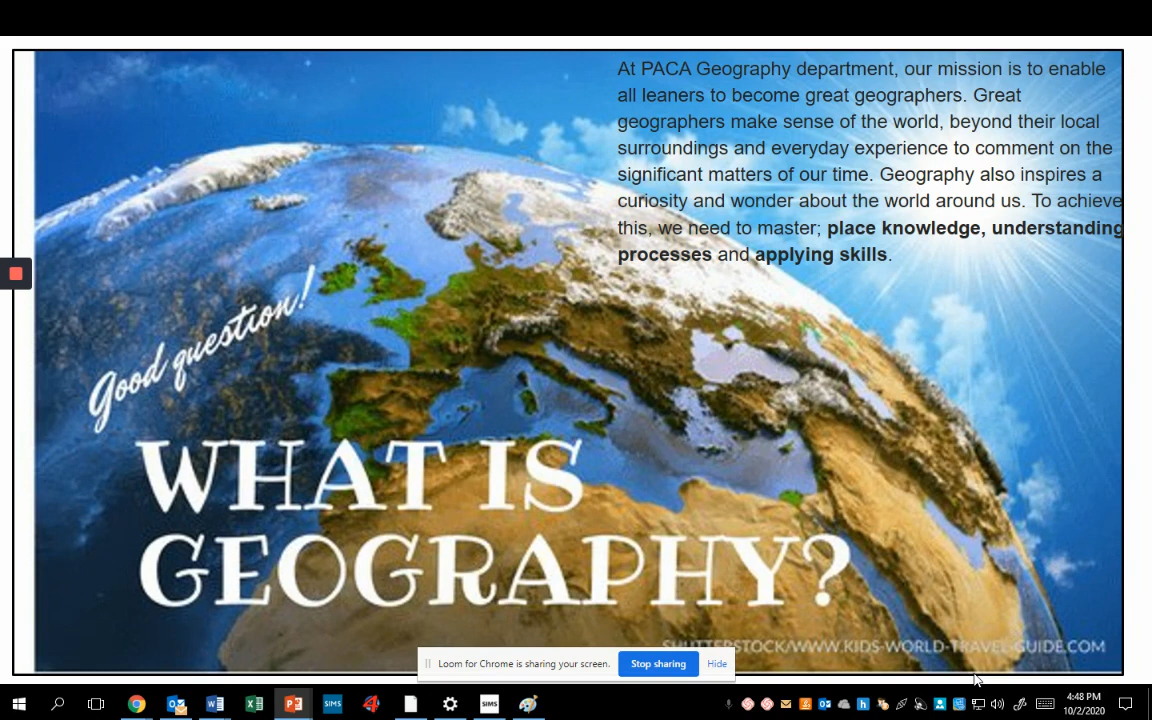 At PACA Geography department, our mission is to enable
all leaners to become great geographers. Great
geographers make sense of the world, beyond their local
surroundings and everyday experience to comment on the
significant matters of our time. Geography also inspires a
curiosity and wonder about the world around us. To achieve
this, we need to master; place knowledge, understanding
processes and applying skills.
Good question!
WHAT IS
GEOGRAPHY?
SHUTTERSTOCK/WWW.KIDS-WORLD-TRAVEL-GUIDE.COM
Loom for Chrome is sharing your screen.
Stop sharing
Hide
SIMS
SIMS
4:48 PM
10/2/2020